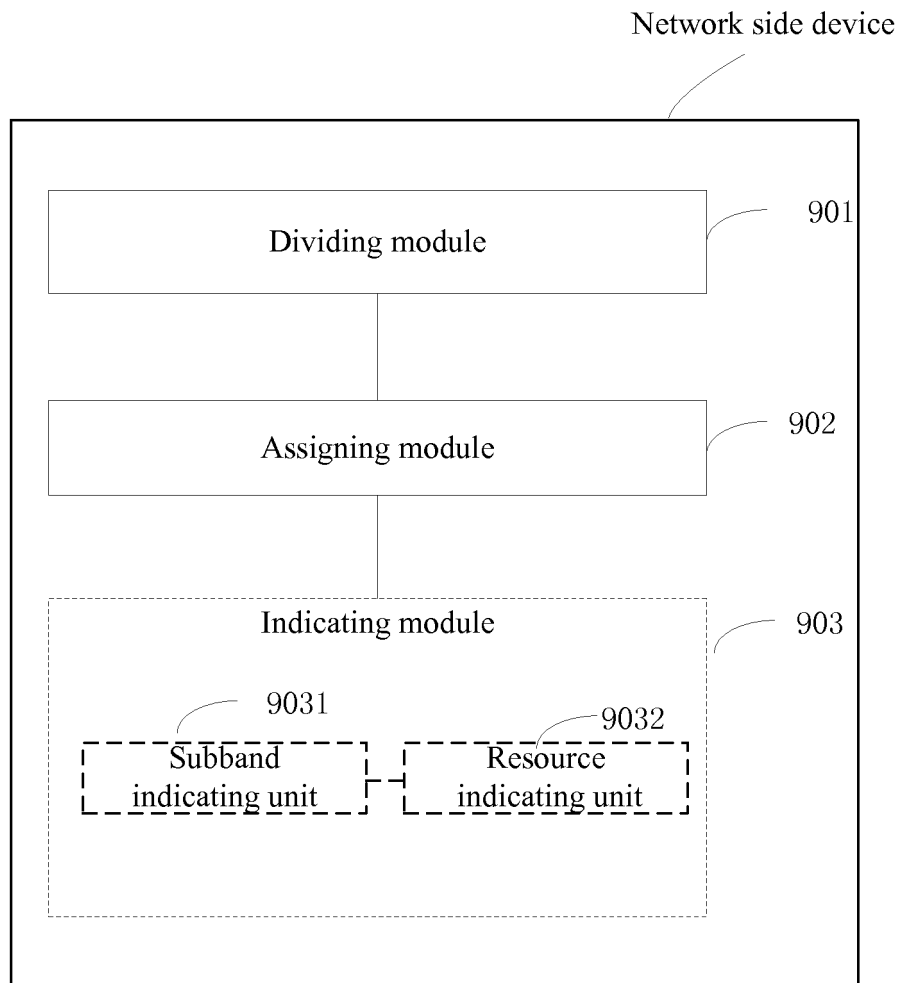 Network side device
Dividing module
901
Assigning module
902
Indicating module
903
9031
9032
Subband
indicating unit
Resource
indicating unit